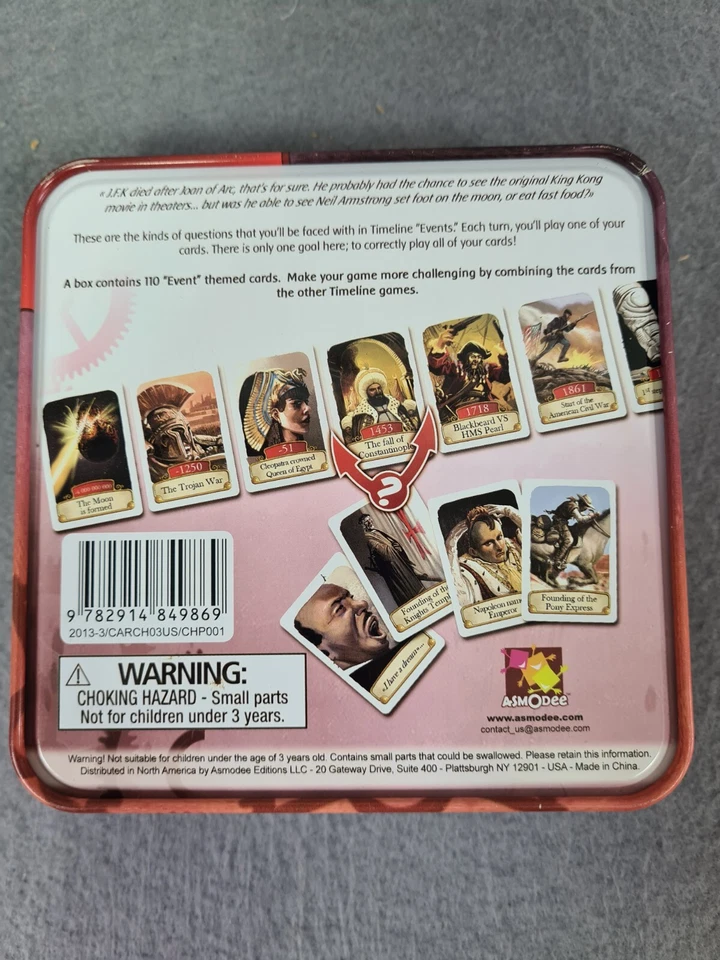 « J.F.K died after Joan of Arc, that's for sure. He probably had the chance to see the original King Kong
movie in theaters... but was he able to see Neil Armstrong set foot on the moon, or eat fast food?»
These are the kinds of questions that you'll be faced with in Timeline "Events." Each turn, you'll play one of your
cards. There is only one goal here; to correctly play all of your cards!
A box contains 110 "Event" themed cards. Make your game more challenging by combining the cards from
the other Timeline games.
The Moon
is formed
-1250
The Trojan War
-51
Cleopatra crowned
Queen of Egypt
1453
The fall of
Constantinople
1718
Blackbeard VS
HMS Pearl
1861
Start of the
American Civil War
1st
?
«I have a dream»...
Founding of the
Knights
Napoleon
Emperor
Founding of the
Pony Express
9 782914 849869
2013-3/CARCH03US/CHP001
WARNING:
CHOKING HAZARD - Small parts
Not for children under 3 years.
ASMODee
www.asmodee.com
contact_us@asmodee.com
Warning! Not suitable for children under the age of 3 years old. Contains small parts that could be swallowed. Please retain this information.
Distributed in North America by Asmodee Editions LLC - 20 Gateway Drive, Suite 400 - Plattsburgh NY 12901 - USA - Made in China.